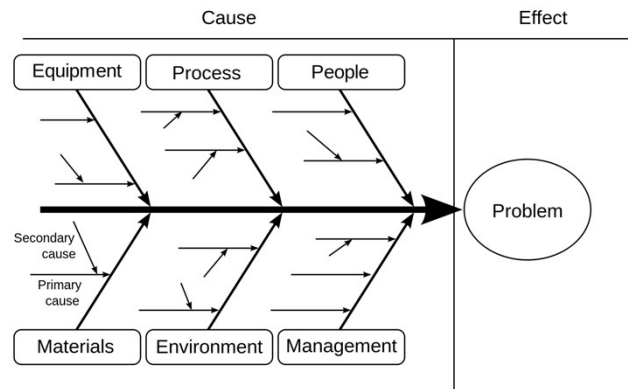 Cause
Effect
Equipment
Process
People
Problem
Secondary
cause
Primary
cause
Materials
Environment
Management